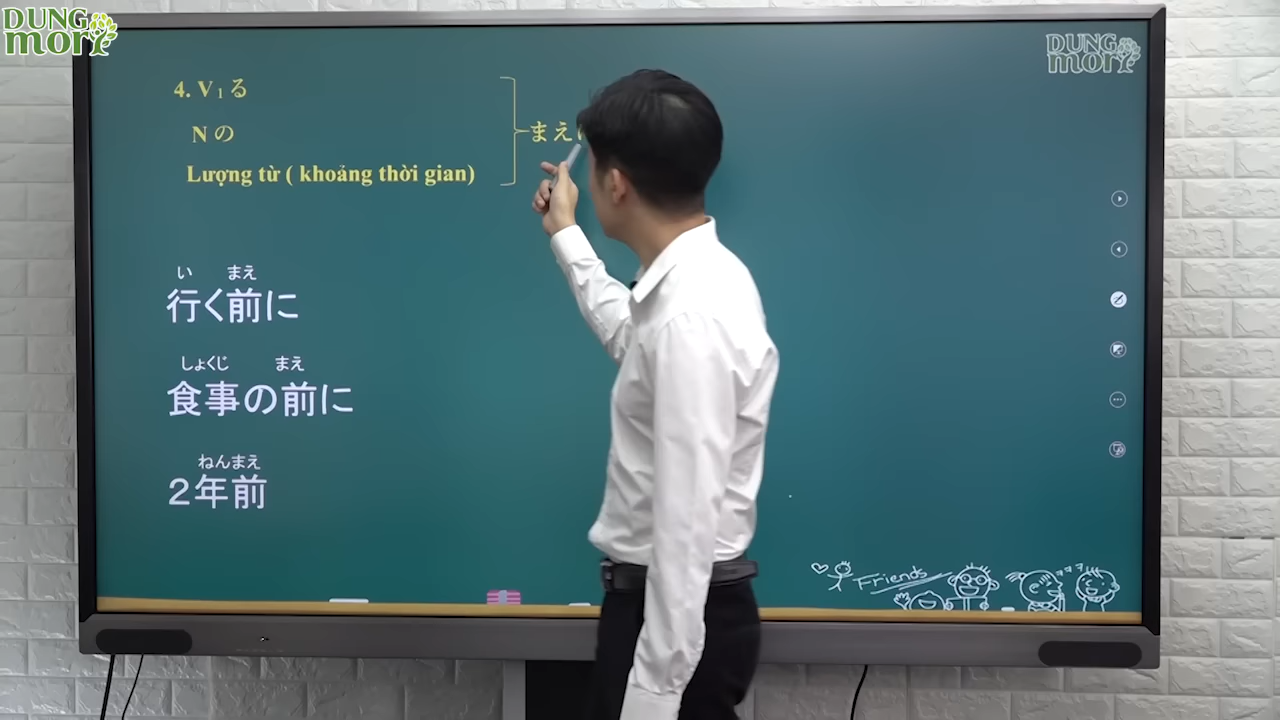 DUNG
mori
DUNG
mori
4. V₁ る
N の
Lượng từ ( khoảng thời gian)
まえ
い まえ
行く前に
しょくじ まえ
食事の前に
ねんまえ
２年前
Friends